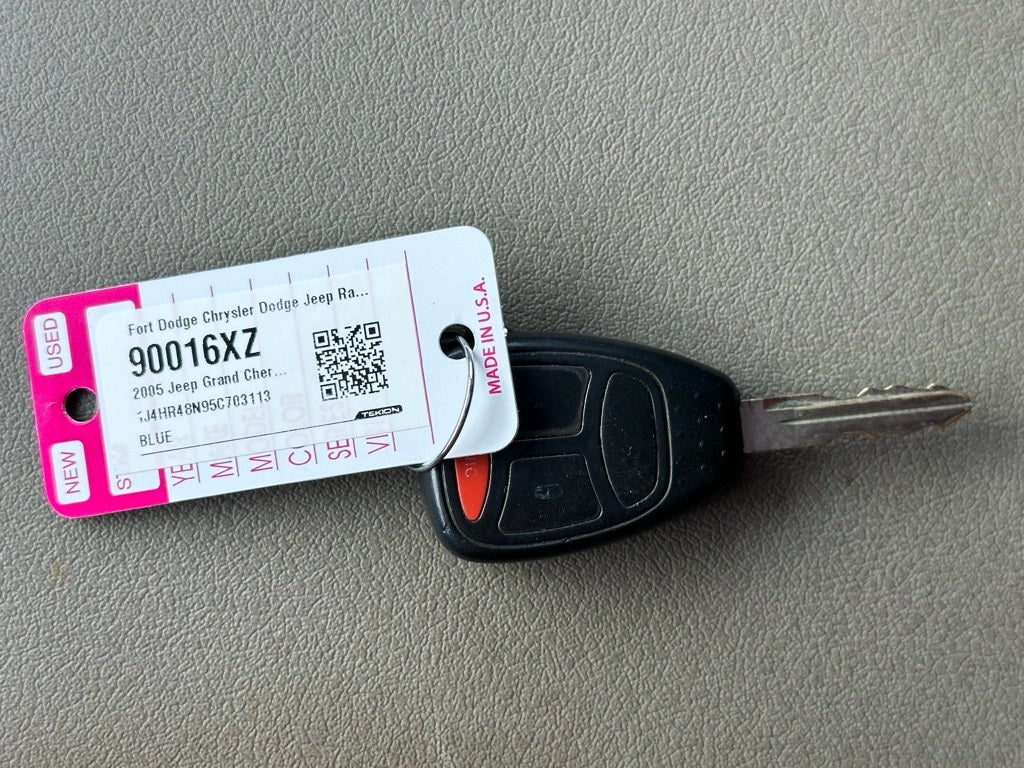 USED
NEW
Fort Dodge Chrysler Dodge Jeep Ra...
90016XZ
2005 Jeep Grand Cher...
1J4HR48N95C703113
BLUE
TEKION
MADE IN U.S.A.